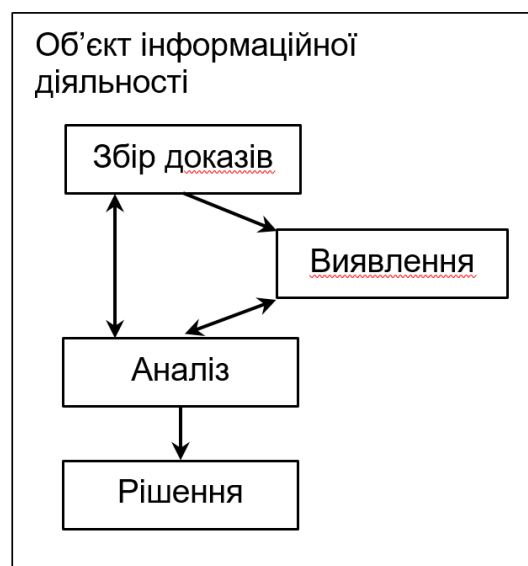 Об’єкт інформаційної
діяльності
Збір доказів
Виявлення
Аналіз
Рішення